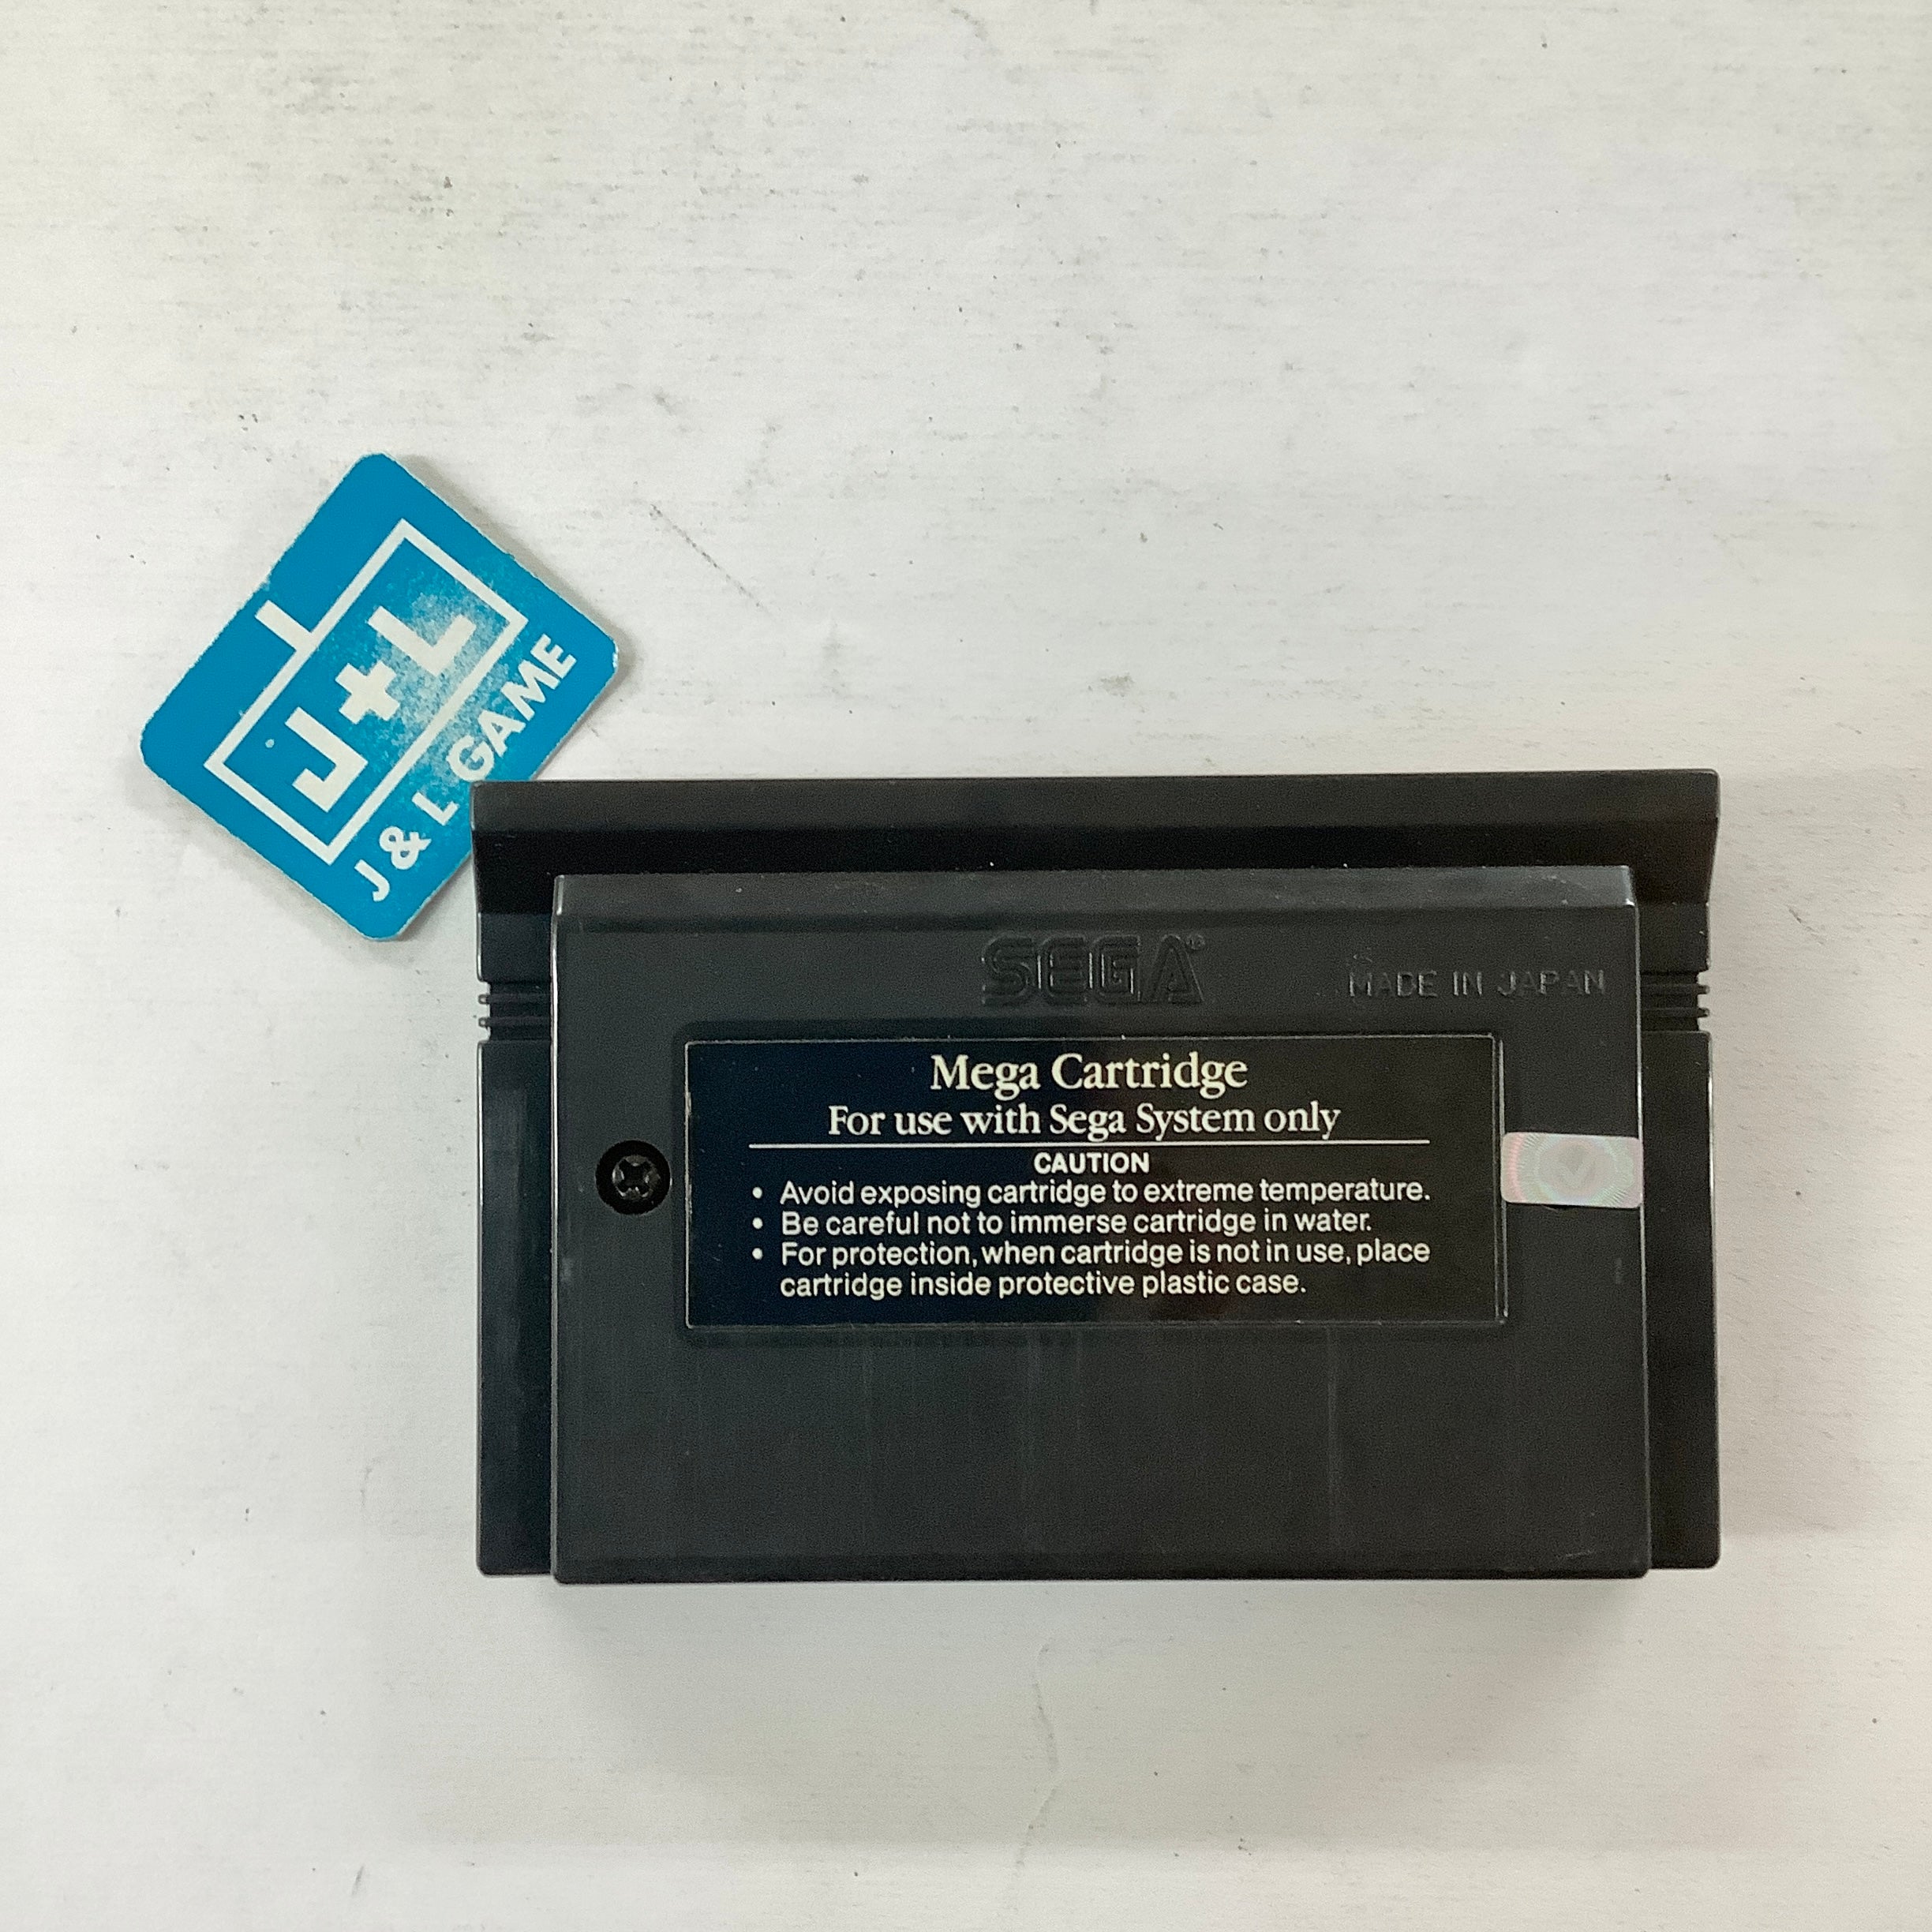 J+L
J & L GAME
SEGA®
MADE IN JAPAN
Mega Cartridge
For use with Sega System only
CAUTION
• Avoid exposing cartridge to extreme temperature.
• Be careful not to immerse cartridge in water.
• For protection, when cartridge is not in use, place
cartridge inside protective plastic case.